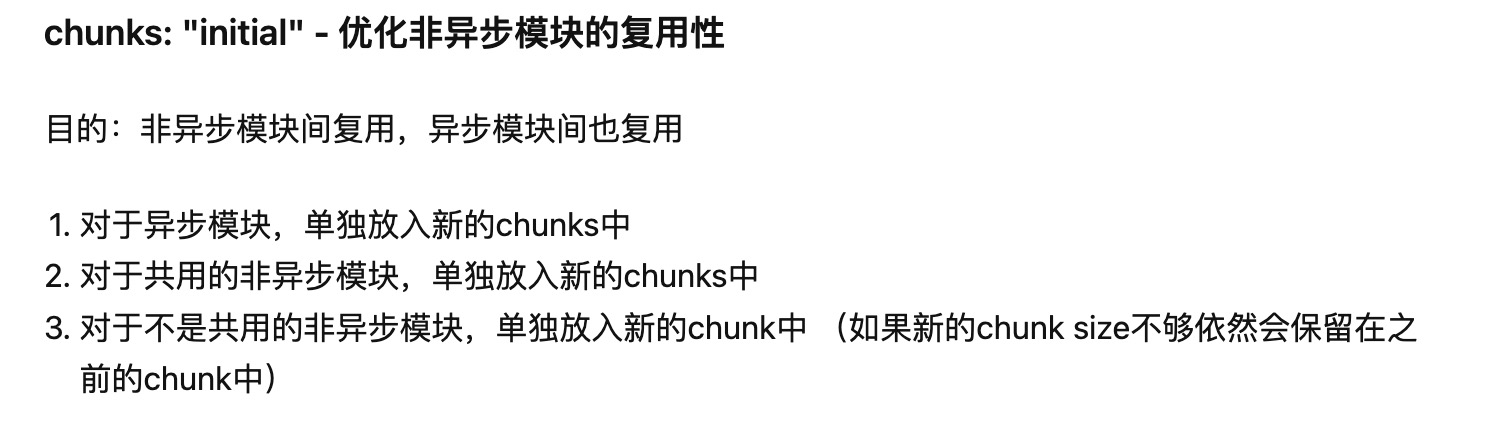 chunks: "initial" - 优化非异步模块的复用性
目的：非异步模块间复用，异步模块间也复用
1. 对于异步模块，单独放入新的chunks中
2. 对于共用的非异步模块，单独放入新的chunks中
3. 对于不是共用的非异步模块，单独放入新的chunk中 （如果新的chunk size不够依然会保留在之
前的chunk中）